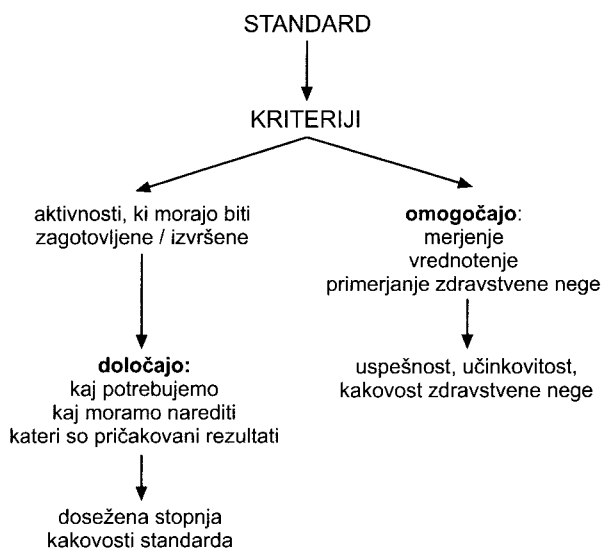 STANDARD
KRITERIJI
aktivnosti, ki morajo biti
zagotovljene / izvršene
omogočajo:
merjenje
vrednotenje
primerjanje zdravstvene nege
določajo:
kaj potrebujemo
kaj moramo narediti
kateri so pričakovani rezultati
uspešnost, učinkovitost,
kakovost zdravstvene nege
dosežena stopnja
kakovosti standarda